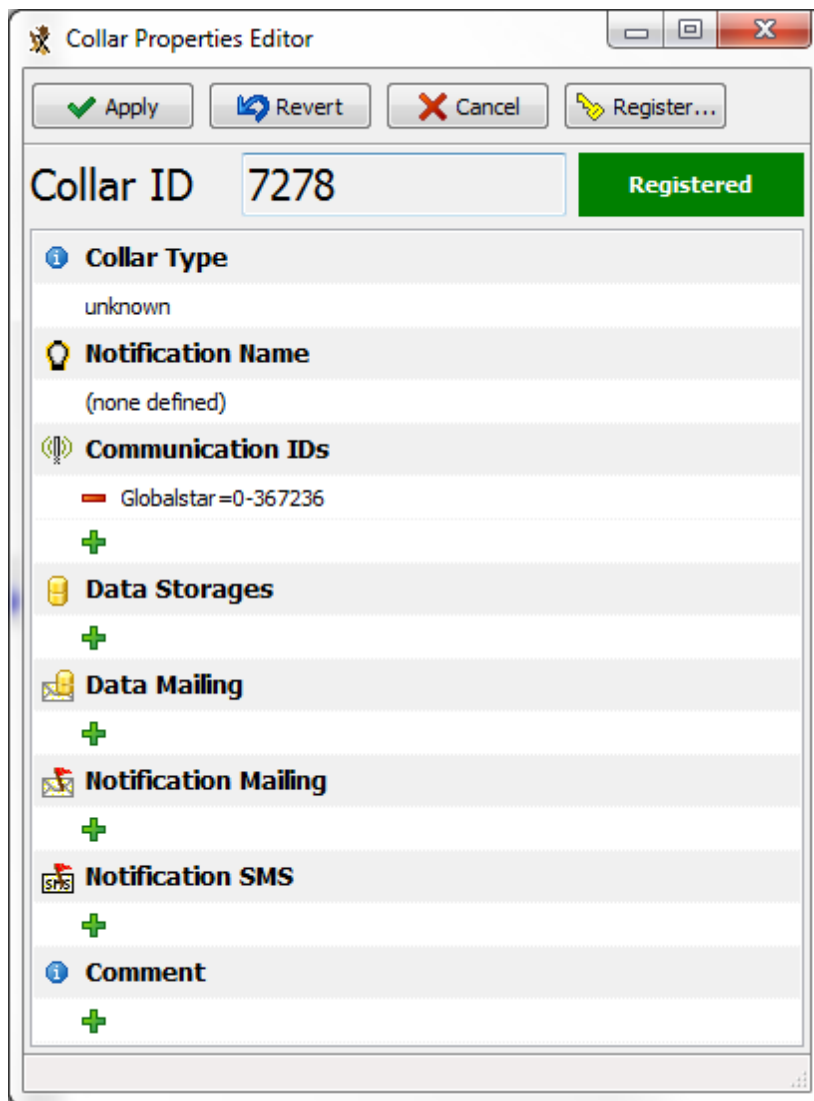 Collar Properties Editor
Apply Revert Cancel Register...
Collar ID 7278 Registered
Collar Type
unknown
Notification Name
(none defined)
Communication IDs
Globalstar=0-367236
Data Storages
Data Mailing
Notification Mailing
SMS Notification SMS
Comment